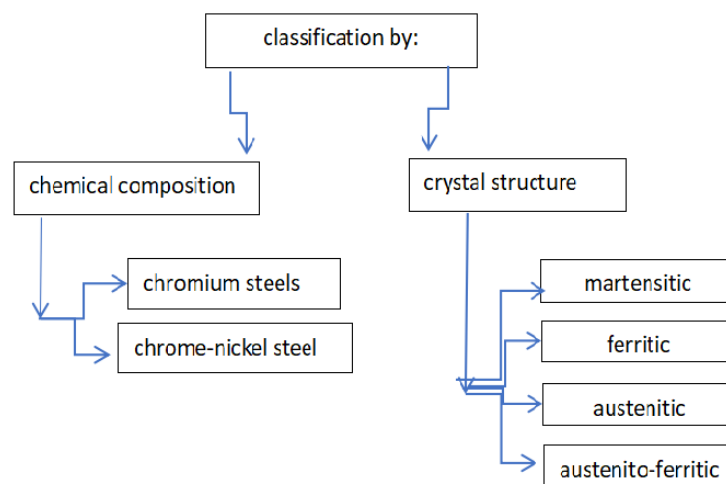 classification by:
chemical composition
crystal structure
chromium steels
chrome-nickel steel
martensitic
ferritic
austenitic
austenito-ferritic